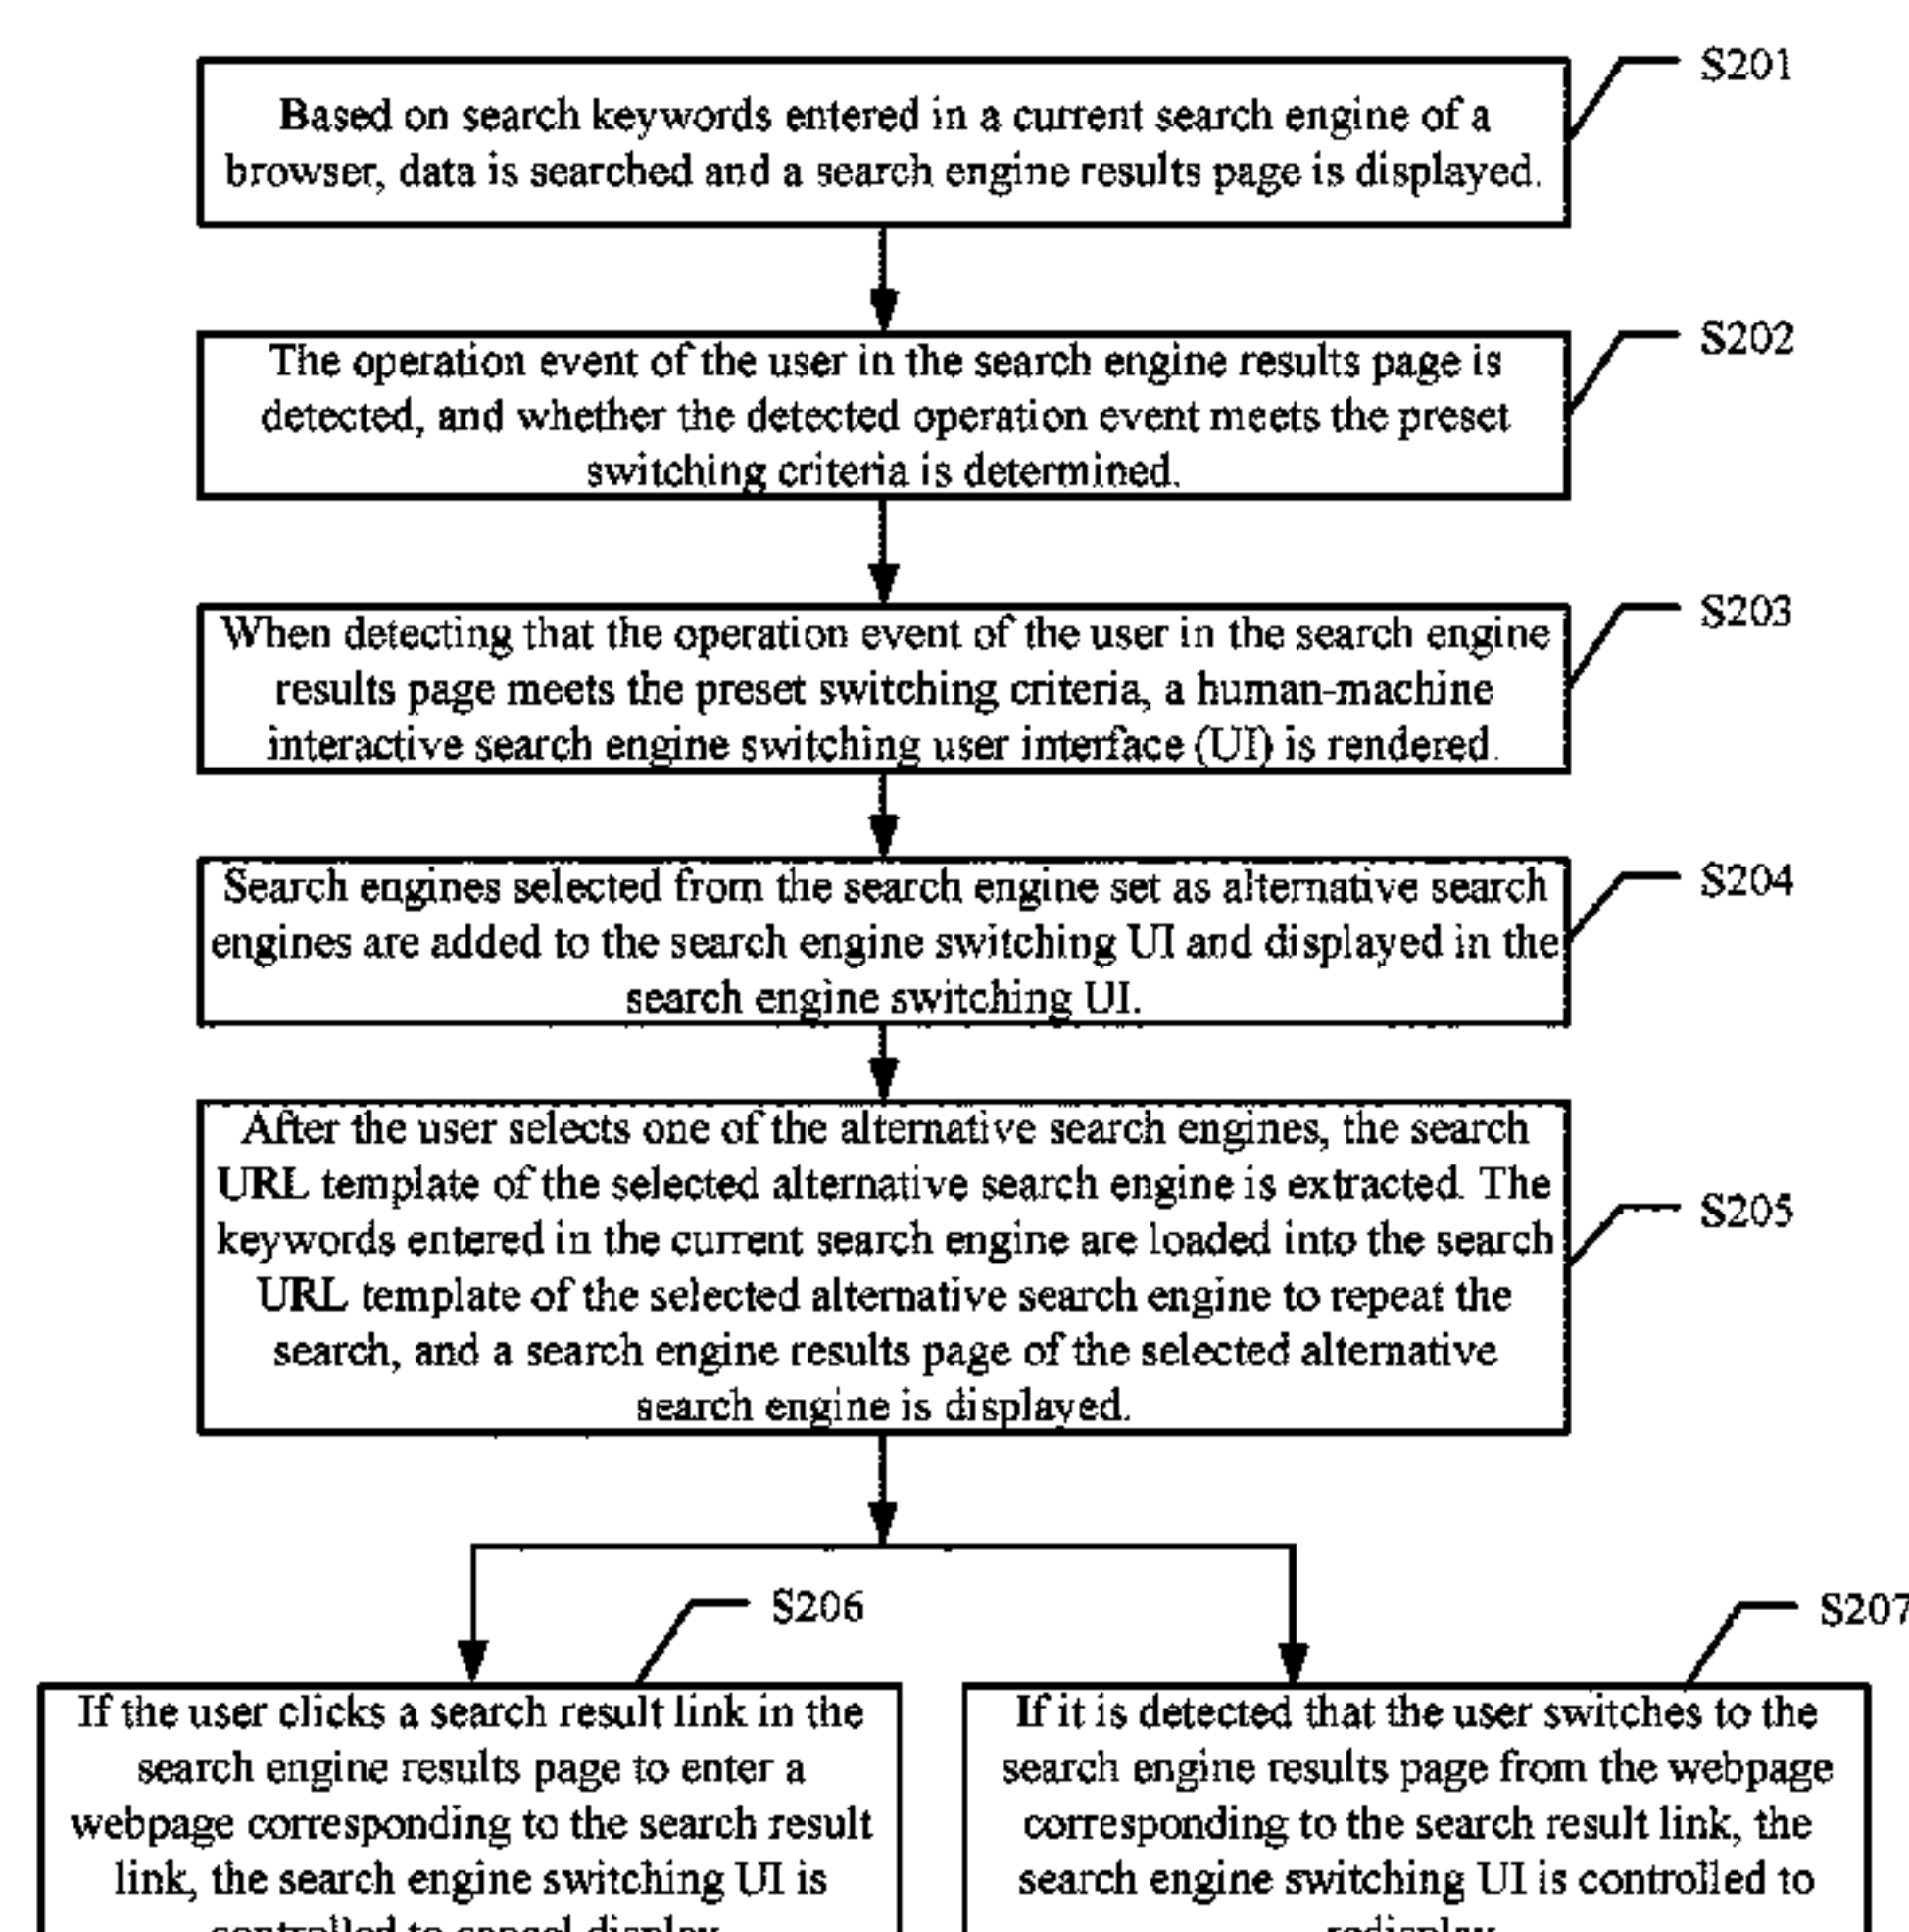 S201
Based on search keywords entered in a current search engine of a
browser, data is searched and a search engine results page is displayed.
S202
The operation event of the user in the search engine results page is
detected, and whether the detected operation event meets the preset
switching criteria is determined.
S203
When detecting that the operation event of the user in the search engine
results page meets the preset switching criteria, a human-machine
interactive search engine switching user interface (UI) is rendered.
S204
Search engines selected from the search engine set as alternative search
engines are added to the search engine switching UI and displayed in the
search engine switching UI.
S205
After the user selects one of the alternative search engines, the search
URL template of the selected alternative search engine is extracted. The
keywords entered in the current search engine are loaded into the search
URL template of the selected alternative search engine to repeat the
search, and a search engine results page of the selected alternative
search engine is displayed.
S206
If the user clicks a search result link in the
search engine results page to enter a
webpage corresponding to the search result
link, the search engine switching UI is
controlled to cancel display
S207
If it is detected that the user switches to the
search engine results page from the webpage
corresponding to the search result link, the
search engine switching UI is controlled to
redisplay